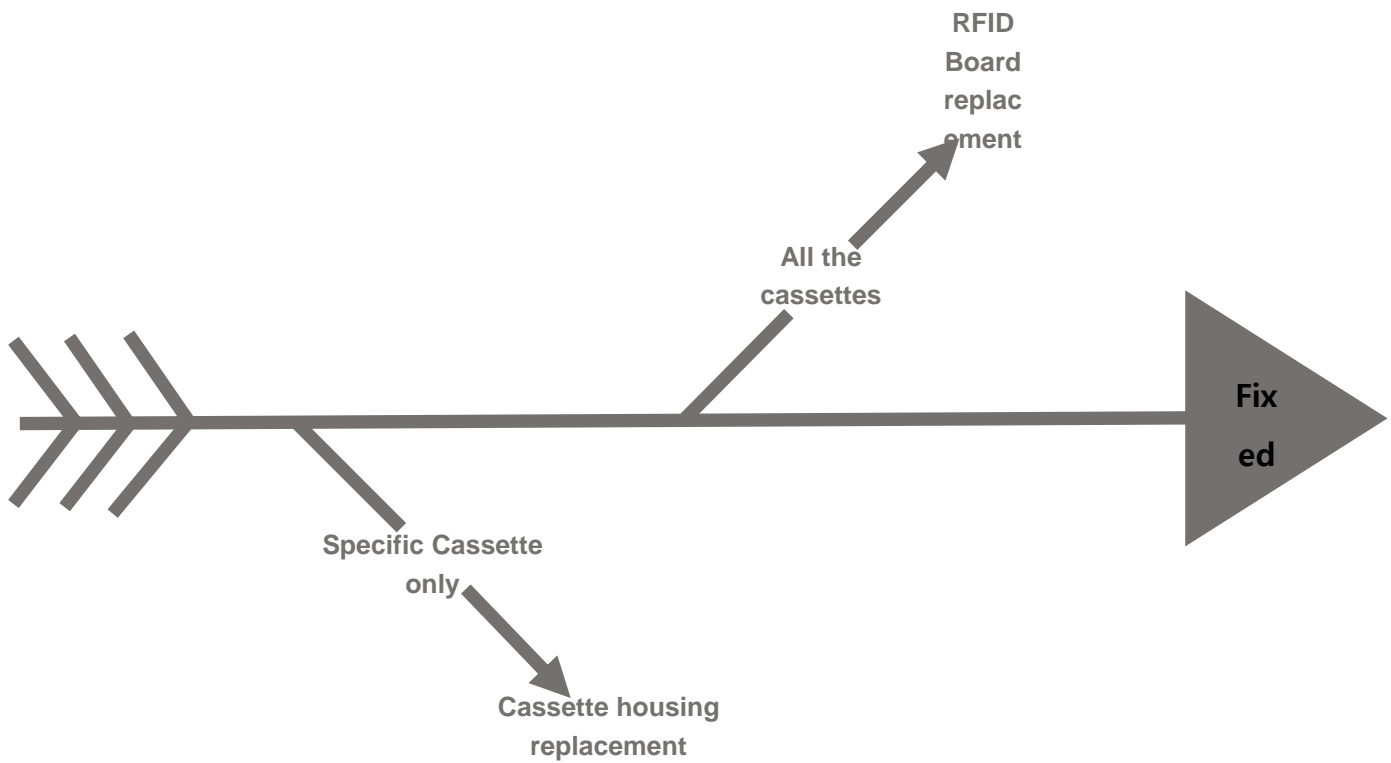 RFID
Board
replac
ement
All the
cassettes
Fix
ed
Specific Cassette
only
Cassette housing
replacement